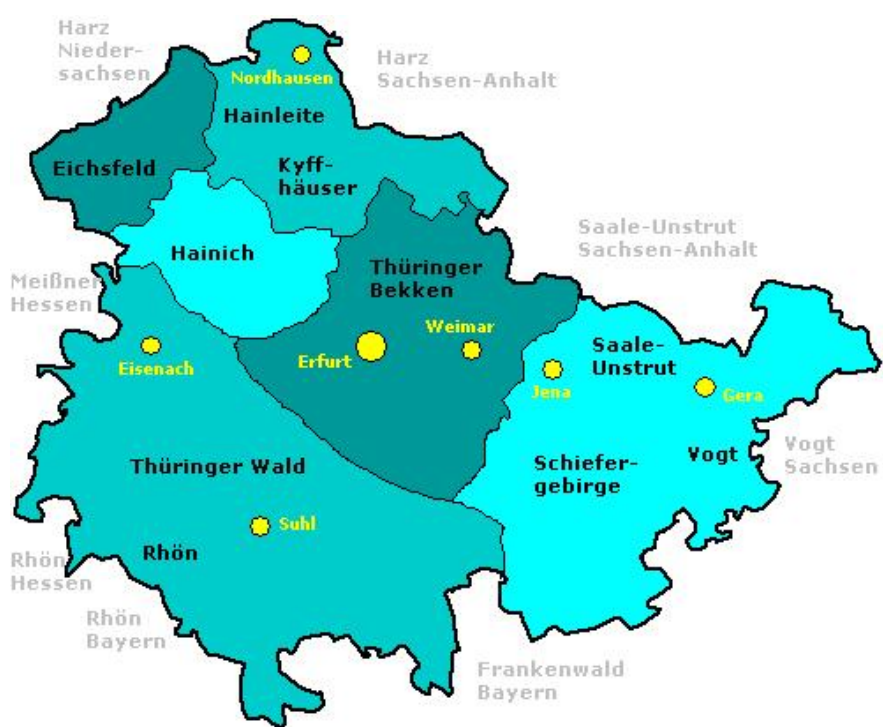 Harz
Nieder-
sachsen
Harz
Sachsen-Anhalt
Nordhausen
Hainleite
Eichsfeld
Kyff-
häuser
Saale-Unstrut
Sachsen-Anhalt
Hainich
Thüringer
Bekken
Meißner
Hessen
Weimar
Saale-
Unstrut
Erfurt
Eisenach
Jena
Gera
Vogt
Vogt
Sachsen
Thüringer Wald
Schiefer-
gebirge
Suhl
Rhön
Rhön
Hessen
Rhön
Bayern
Frankenwald
Bayern